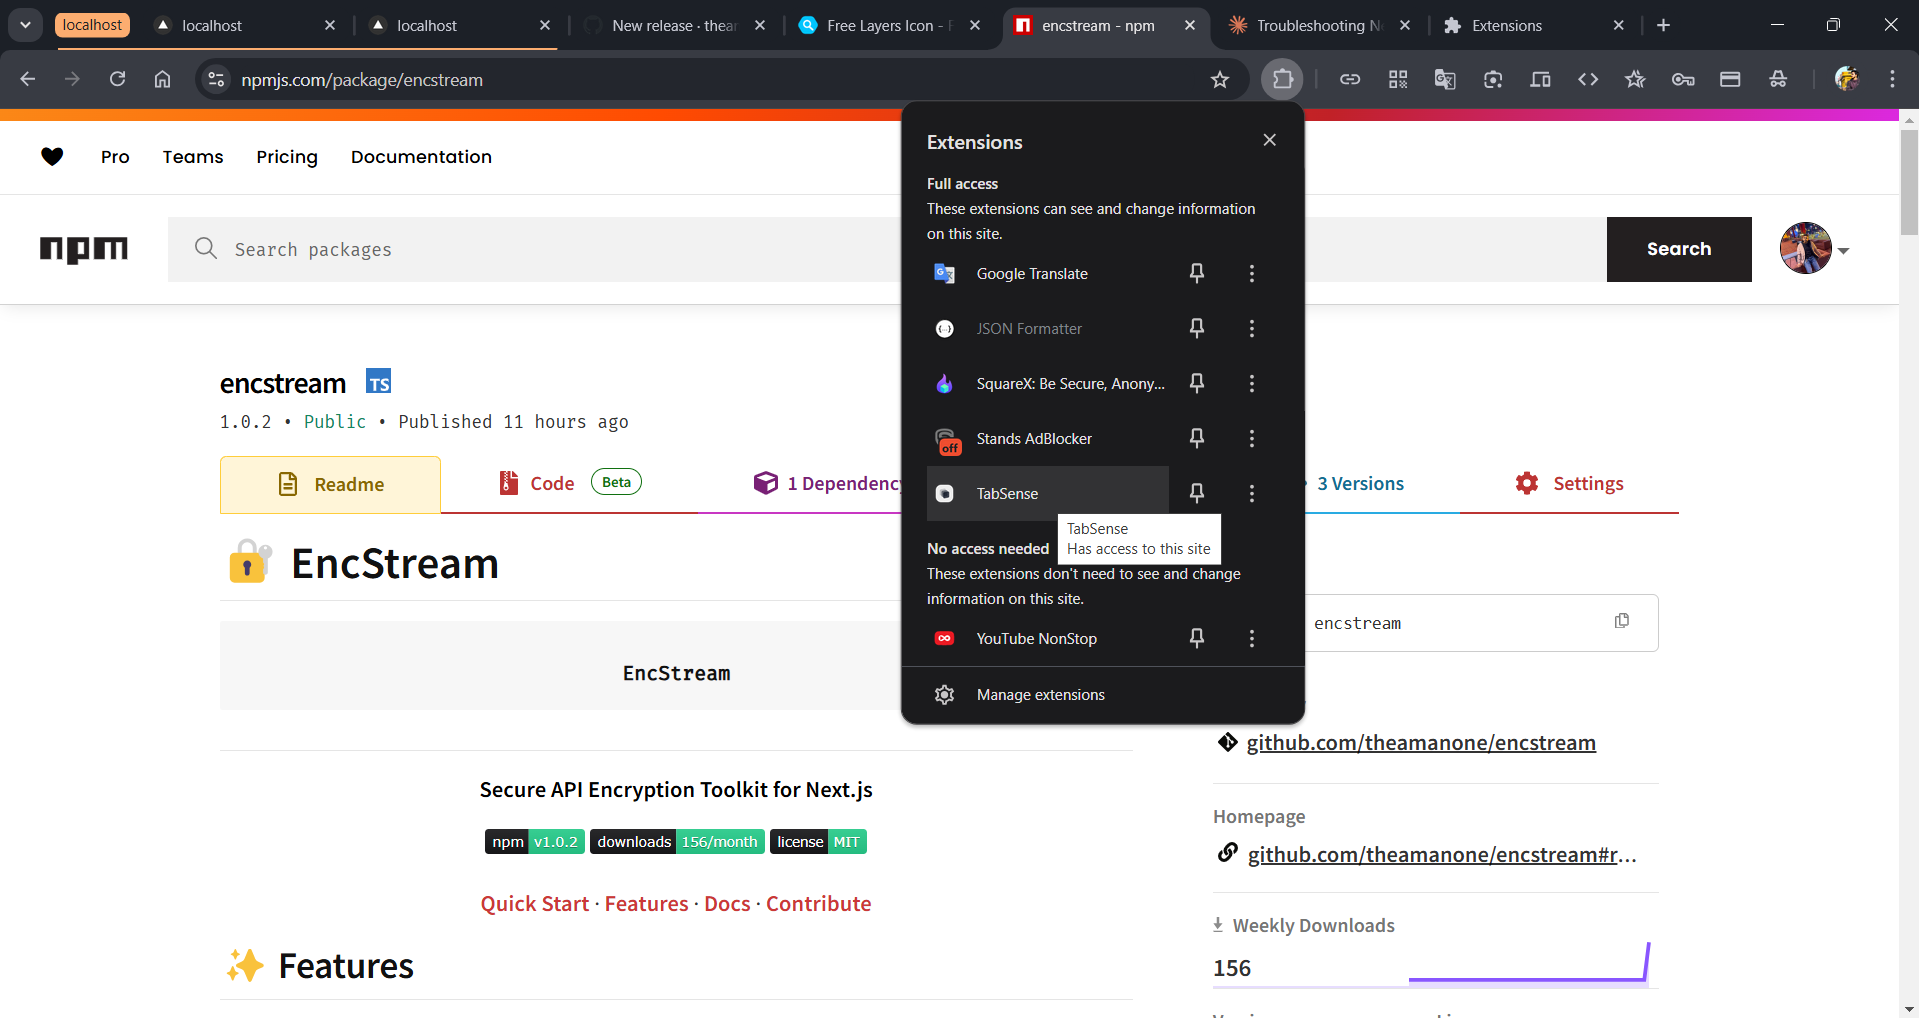 localhost
localhost
localhost
New release · thear
Free Layers Icon - F
encstream - npm
Troubleshooting N
Extensions
npmjs.com/package/encstream
Pro
Teams
Pricing
Documentation
npm
Search packages
Search
Extensions
Full access
These extensions can see and change information
on this site.
Google Translate
JSON Formatter
SquareX: Be Secure, Anony...
off
Stands AdBlocker
TabSense
TabSense
Has access to this site
No access needed
These extensions don't need to see and change
information on this site.
YouTube NonStop
Manage extensions
encstream
TS
1.0.2 • Public • Published 11 hours ago
Readme
Code
Beta
1 Dependency
3 Versions
Settings
EncStream
EncStream
encstream
github.com/theamanone/encstream
Secure API Encryption Toolkit for Next.js
npm v1.0.2
downloads 156/month
license MIT
Homepage
github.com/theamanone/encstream#r...
Quick Start · Features · Docs · Contribute
Weekly Downloads
156
Features